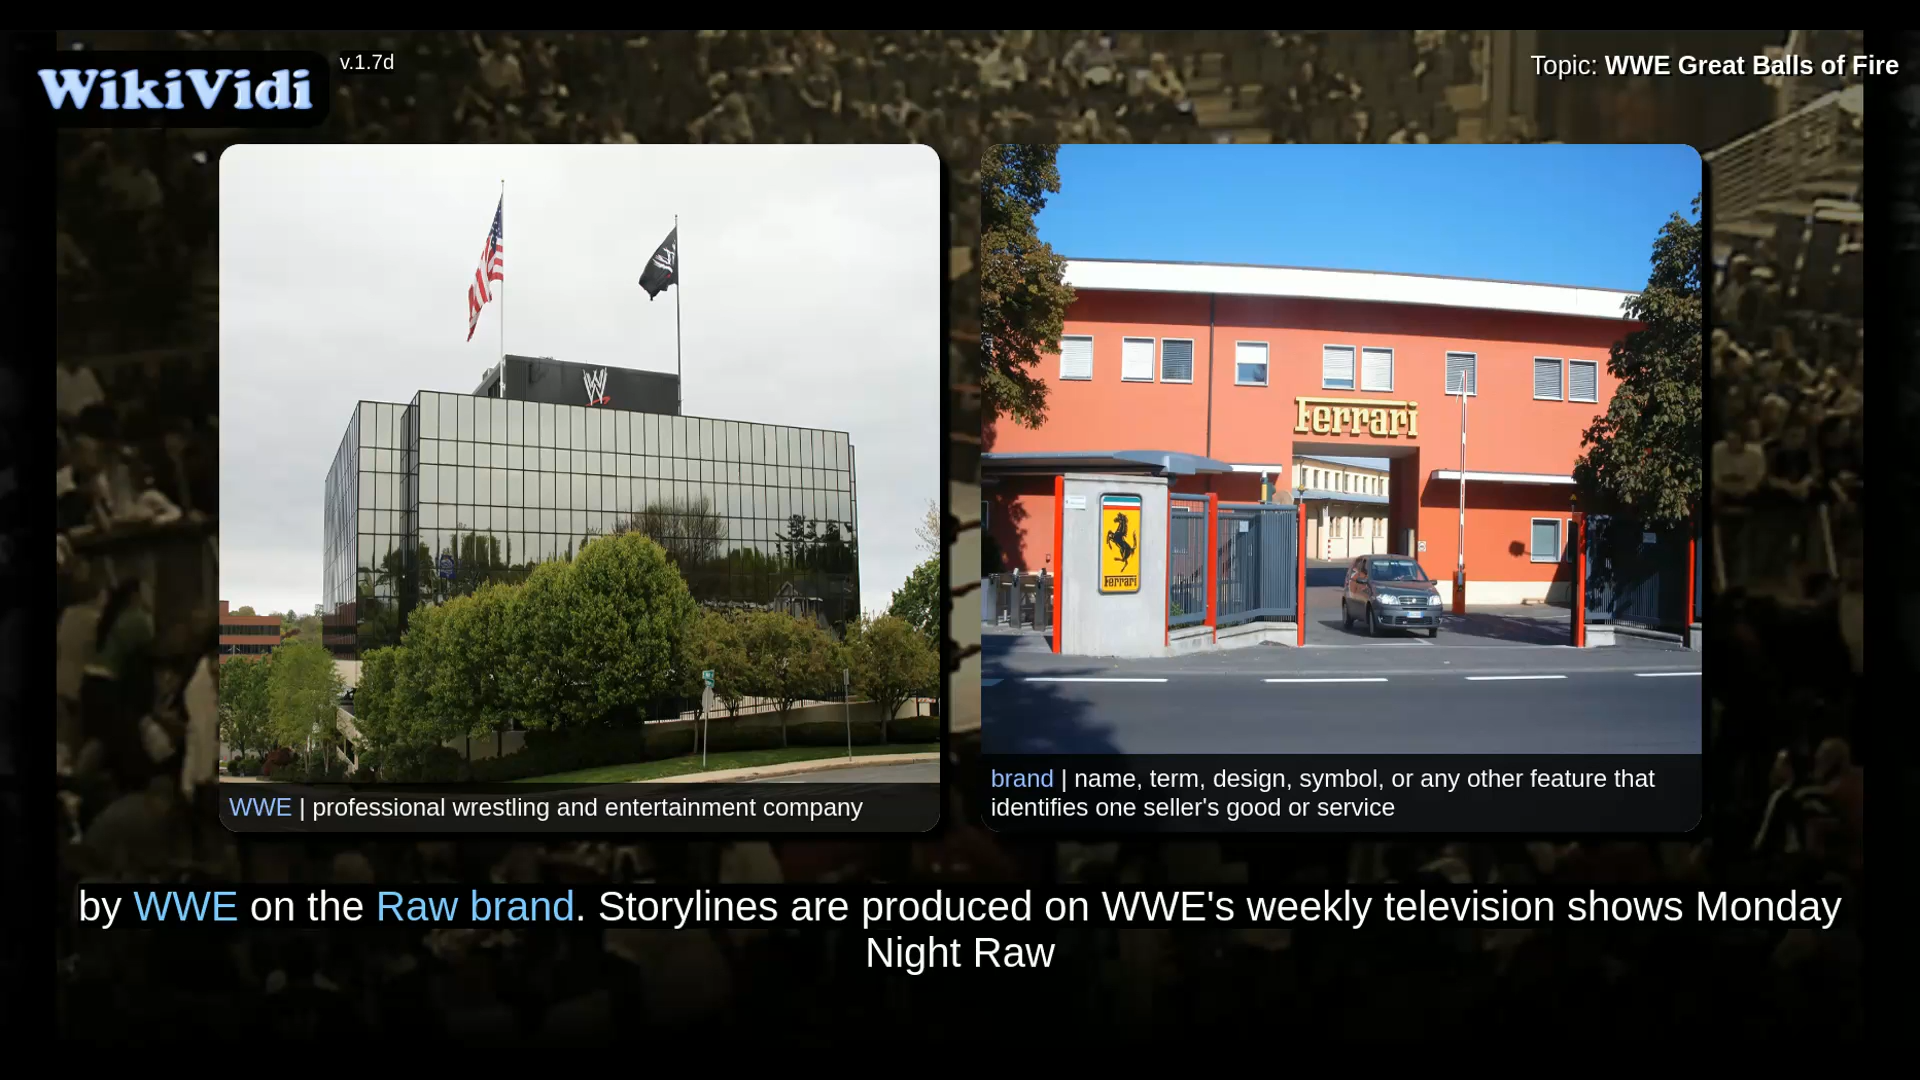 WikiVidi
v.1.7d
Topic: WWE Great Balls of Fire
W
Ferrari
Ferrari
WWE | professional wrestling and entertainment company
brand | name, term, design, symbol, or any other feature that
identifies one seller's good or service
by WWE on the Raw brand. Storylines are produced on WWE's weekly television shows Monday
Night Raw